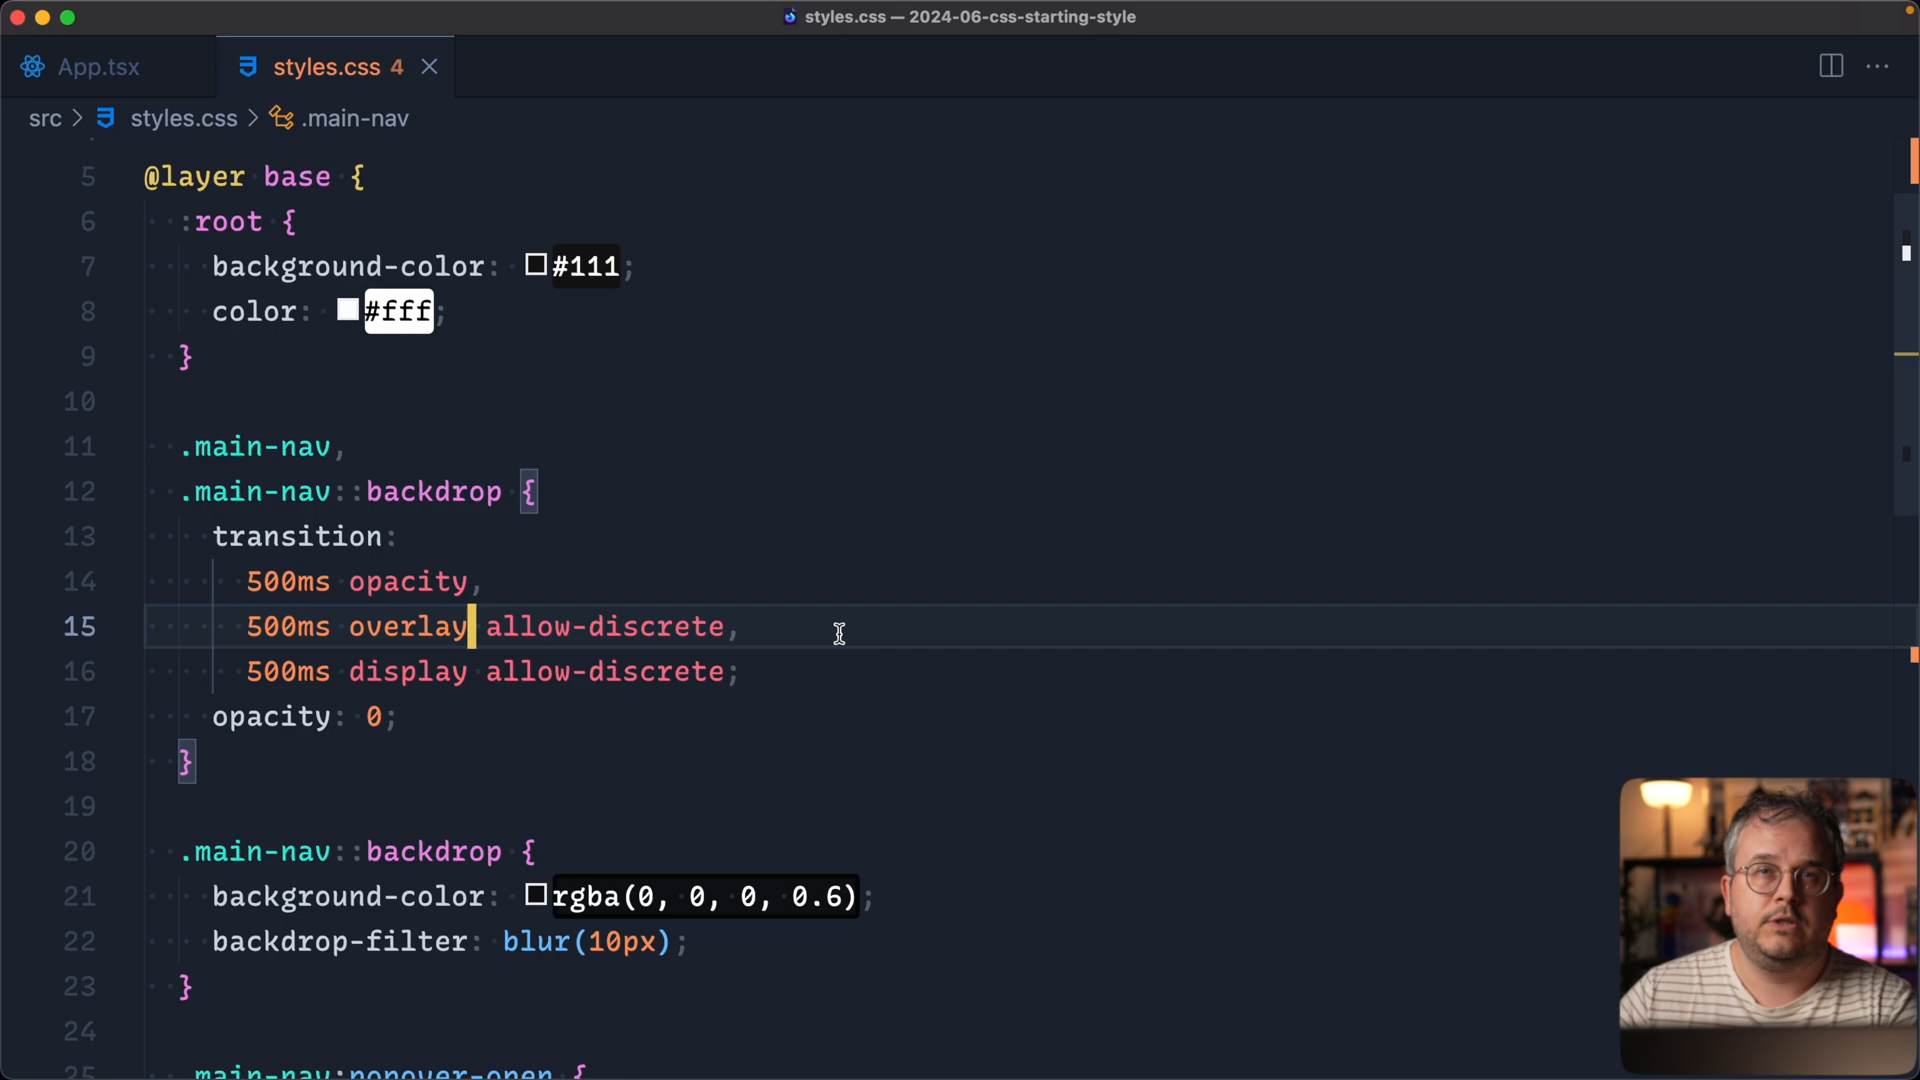 styles.css — 2024-06-css-starting-style
App.tsx
styles.css 4
src > styles.css > .main-nav
5 @layer base {
6 :root {
7 background-color: #111;
8 color: #fff;
9 }
10
11 .main-nav,
12 .main-nav::backdrop {
13 transition:
14 500ms opacity,
15 500ms overlay allow-discrete,
16 500ms display allow-discrete;
17 opacity: 0;
18 }
19
20 .main-nav::backdrop {
21 background-color: rgba(0, 0, 0, 0.6);
22 backdrop-filter: blur(10px);
23 }
24
25 .main-nav:popover-open {